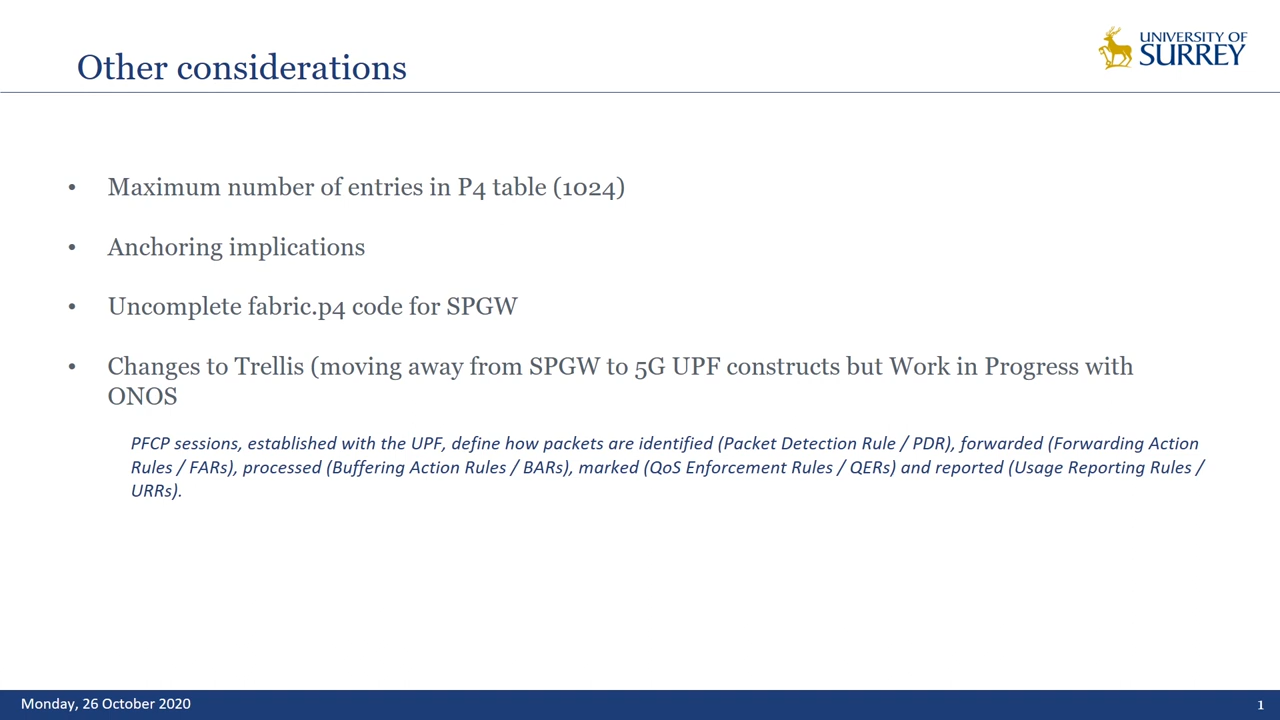 Other considerations
UNIVERSITY OF
SURREY
• Maximum number of entries in P4 table (1024)
• Anchoring implications
• Uncomplete fabric.p4 code for SPGW
• Changes to Trellis (moving away from SPGW to 5G UPF constructs but Work in Progress with
ONOS
PFCP sessions, established with the UPF, define how packets are identified (Packet Detection Rule / PDR), forwarded (Forwarding Action
Rules / FARs), processed (Buffering Action Rules / BARs), marked (QoS Enforcement Rules / QERs) and reported (Usage Reporting Rules /
URRs).
Monday, 26 October 2020
1